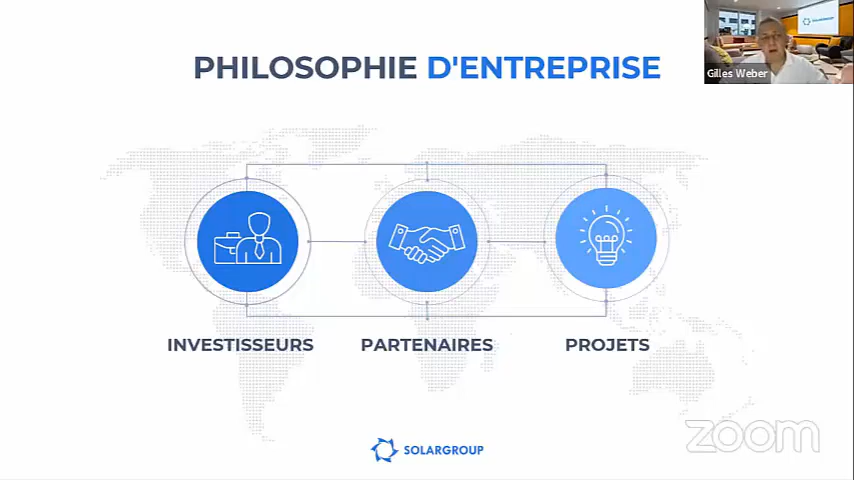 PHILOSOPHIE D'ENTREPRISE
Gilles Weber
INVESTISSEURS
PARTENAIRES
PROJETS
SOLARGROUP
zoom